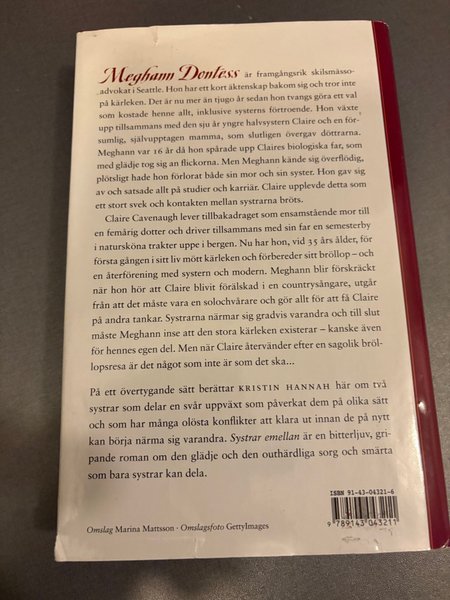 Meghann Dontess är framgångsrik skilsmässo-
advokat i Seattle. Hon har ett kort äktenskap bakom sig och tror inte
på kärleken. Det är nu mer än tjugo år sedan hon tvangs göra ett val
som kostade henne allt, inklusive systerns förtroende. Hon växte
upp tillsammans med den sju år yngre halvsystern Claire och en för-
sumlig, självupptagen mamma, som slutligen övergav döttrarna.
Meghann var 16 år då hon spårade upp Claires biologiska far, som
med glädje tog sig an flickorna. Men Meghann kände sig överflödig,
plötsligt hade hon förlorat både sin mor och sin syster. Hon gav sig
av och satsade allt på studier och karriär. Claire upplevde detta som
ett stort svek och kontakten mellan systrarna bröts.
Claire Cavenaugh lever tillbakadraget som ensamstående mor till
en femårig dotter och driver tillsammans med sin far en semesterby
i natursköna trakter uppe i bergen. Nu har hon, vid 35 års ålder, för
första gången i sitt liv mött kärleken och förbereder sitt bröllop – och
en återförening med systern och modern. Meghann blir förskräckt
när hon hör att Claire blivit förälskad i en countrysångare, utgår
från att det måste vara en solochvårare och gör allt för att få Claire
på andra tankar. Systrarna närmar sig gradvis varandra och till slut
måste Meghann inse att den stora kärleken existerar – kanske även
för hennes egen del. Men när Claire återvänder efter en sagolik bröl-
lopsresa är det något som inte är som det ska...
På ett övertygande sätt berättar KRISTIN HANNAH här om två
systrar som delar en svår uppväxt som påverkat dem på olika sätt
och som har många olösta konflikter att klara ut innan de på nytt
kan börja närma sig varandra. Systrar emellan är en bitterljuv, gri-
pande roman om den glädje och den outhärdliga sorg och smärta
som bara systrar kan dela.
ISBN 91-43-04321-6
9 789143 043211
Omslag Marina Mattsson · Omslagsfoto GettyImages